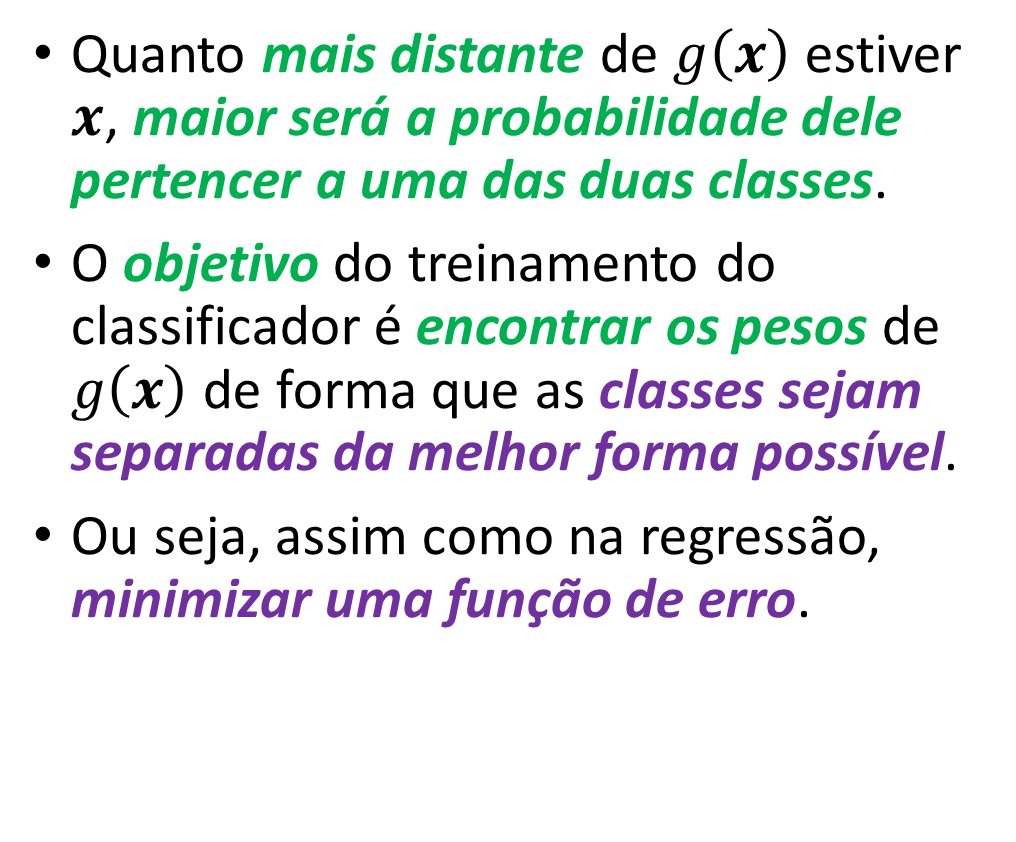 • Quanto mais distante de g(x) estiver
x, maior será a probabilidade dele
pertencer a uma das duas classes.
• O objetivo do treinamento do
classificador é encontrar os pesos de
g(x) de forma que as classes sejam
separadas da melhor forma possível.
• Ou seja, assim como na regressão,
minimizar uma função de erro.